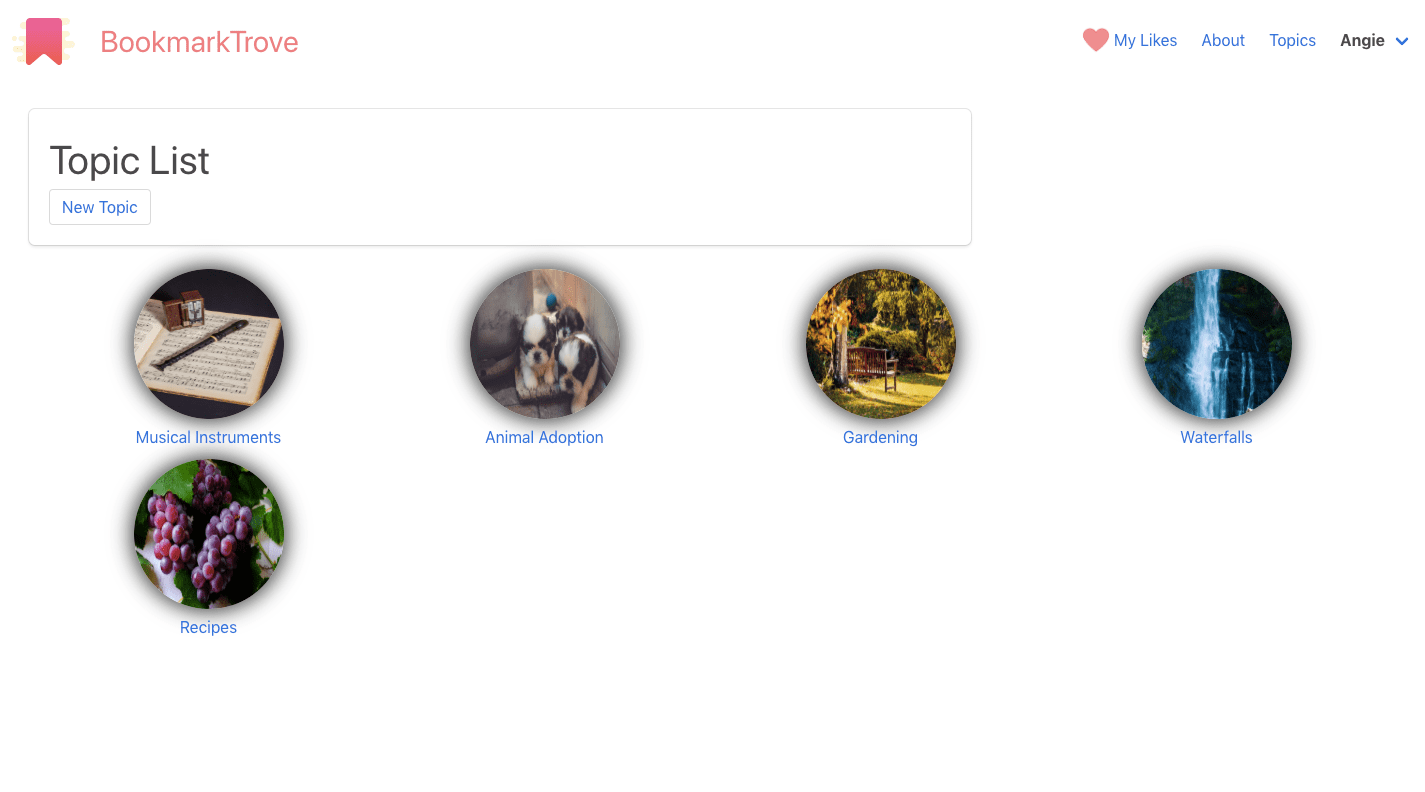 BookmarkTrove
My Likes About Topics Angie
Topic List
New Topic
Musical Instruments Animal Adoption Gardening Waterfalls
Recipes